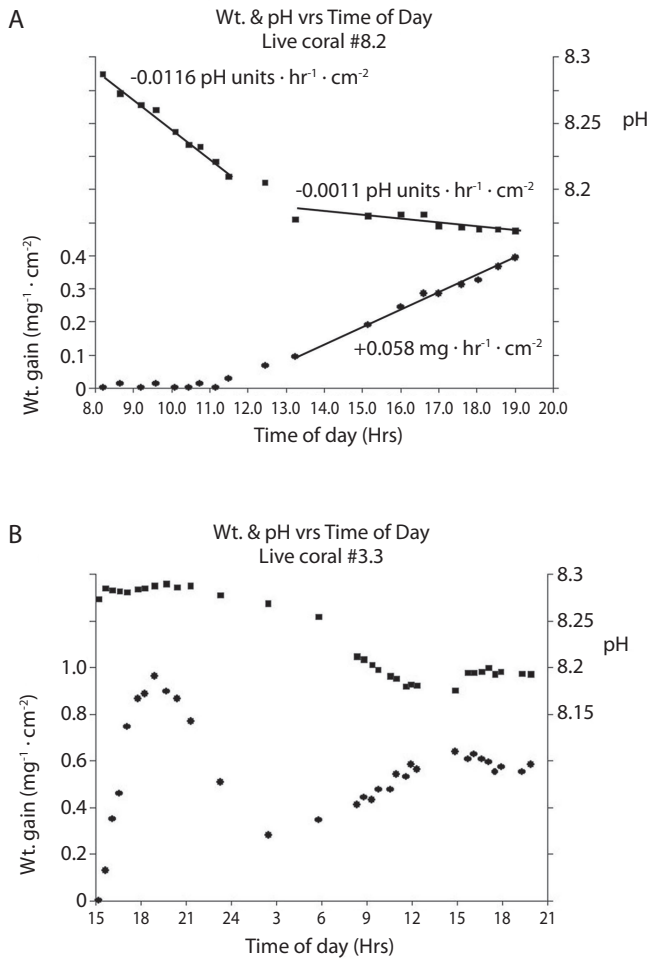 A
Wt. & pH vrs Time of Day
Live coral #8.2
-0.0116 pH units · hr⁻¹ · cm⁻²
-0.0011 pH units · hr⁻¹ · cm⁻²
+0.058 mg · hr⁻¹ · cm⁻²
8.3
8.25
8.2
pH
0.4
0.3
0.2
0.1
0
Wt. gain (mg⁻¹ · cm⁻²)
8.0 9.0 10.0 11.0 12.0 13.0 14.0 15.0 16.0 17.0 18.0 19.0 20.0
Time of day (Hrs)
B
Wt. & pH vrs Time of Day
Live coral #3.3
8.3
8.25
8.2
8.15
pH
1.0
0.8
0.6
0.4
0.2
0
Wt. gain (mg⁻¹ · cm⁻²)
15 18 21 24 3 6 9 12 15 19 21
Time of day (Hrs)